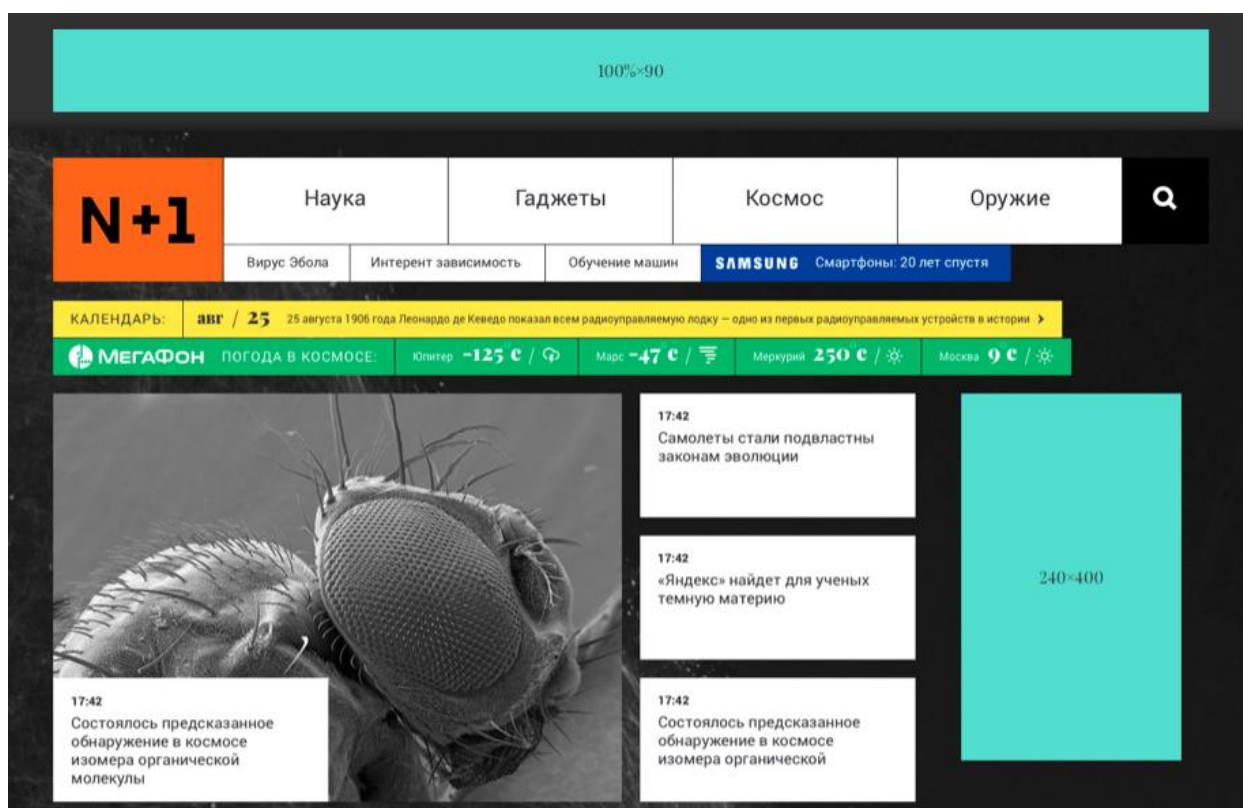 100%×90
N+1
Наука
Гаджеты
Космос
Оружие
Вирус Эбола
Интерент зависимость
Обучение машин
SAMSUNG Смартфоны: 20 лет спустя
КАЛЕНДАРЬ: авг / 25 25 августа 1906 года Леонардо де Кеведо показал всем радиоуправляемую лодку — одно из первых радиоуправляемых устройств в истории
МЕГАФОН ПОГОДА В КОСМОСЕ: Юпитер -125°C / Марс -47°C / Меркурий 250°C / Москва 9°C /
17:42
Состоялось предсказанное
обнаружение в космосе
изомера органической
молекулы
17:42
Самолеты стали подвластны
законам эволюции
17:42
«Яндекс» найдет для ученых
темную материю
17:42
Состоялось предсказанное
обнаружение в космосе
изомера органической
240×400